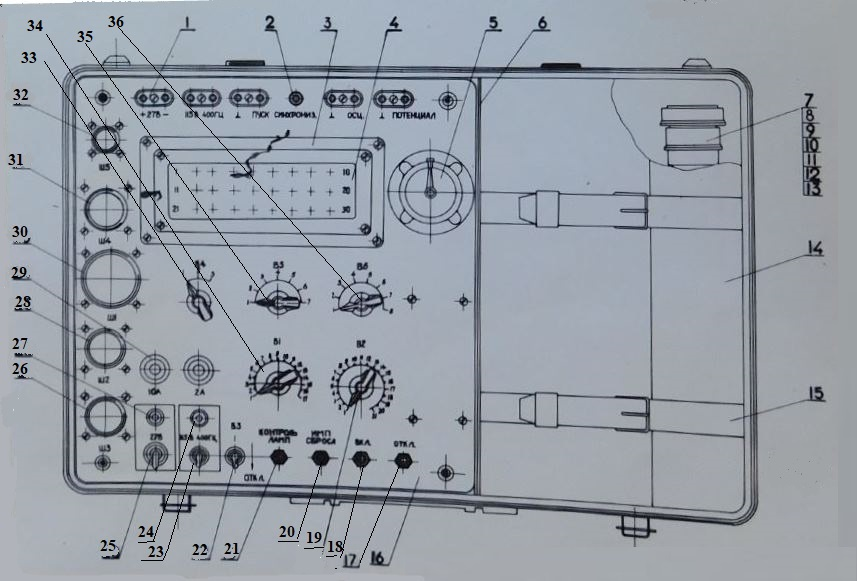 34 35 36 1 2 3 4 5 6
33
32
31
30
29
28
27
26
+27В− 115В 400ГЦ ⊥ ПУСК СИНХРОНИЗ. ⊥ ОСЦ. ⊥ ПОТЕНЦИАЛ
7
8
9
10
11
12
13
14
15
Ш5
Ш4
Ш1
Ш2
Ш3
1 10
11 20
21 30
В4 В5 В6
10А 2А В1 В2
27В 115В 400ГЦ В3 КОНТРОЛЬ ЛАМП ИМП СБРОСА ВКЛ. ОТКЛ.
ОТКЛ.
25 24 23 22 21 20 19 18 17 16